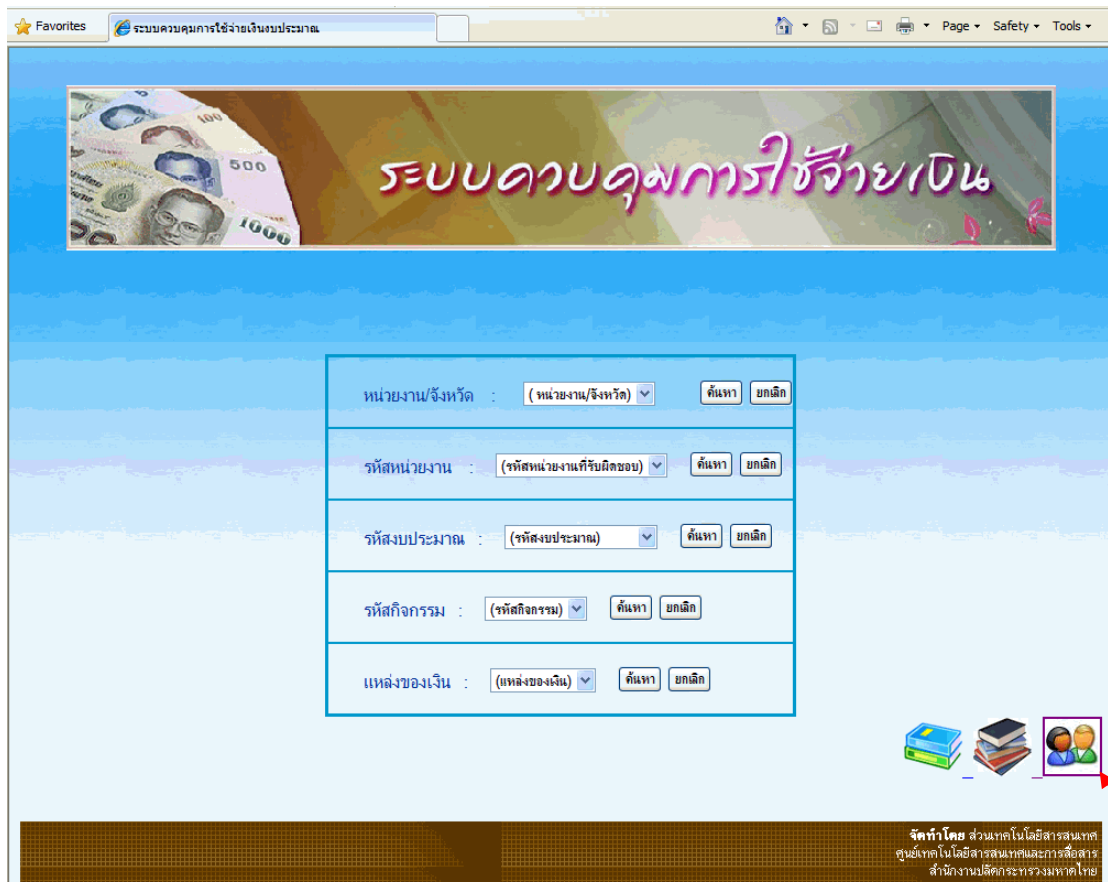 Favorites ระบบควบคุมการใช้จ่ายเงินงบประมาณ Page Safety Tools
100
500
1000
ระบบควบคุมการใช้จ่ายเงิน
หน่วยงาน/จังหวัด : ( หน่วยงาน/จังหวัด) ค้นหา ยกเลิก
รหัสหน่วยงาน : (รหัสหน่วยงานที่รับผิดชอบ) ค้นหา ยกเลิก
รหัสงบประมาณ : (รหัสงบประมาณ) ค้นหา ยกเลิก
รหัสกิจกรรม : (รหัสกิจกรรม) ค้นหา ยกเลิก
แหล่งของเงิน : (แหล่งของเงิน) ค้นหา ยกเลิก
จัดทำโดย ส่วนเทคโนโลยีสารสนเทศ
ศูนย์เทคโนโลยีสารสนเทศและการสื่อสาร
สำนักงานปลัดกระทรวงมหาดไทย